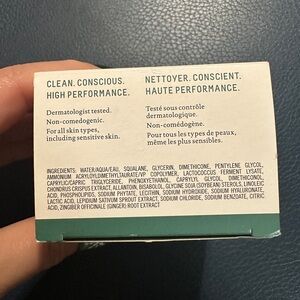 CLEAN. CONSCIOUS.
HIGH PERFORMANCE.
Dermatologist tested.
Non-comedogenic.
For all skin types,
including sensitive skin.
NETTOYER. CONSCIENT.
HAUTE PERFORMANCE.
Testé sous contrôle
dermatologique.
Non-comédogène.
Pour tous les types de peaux,
même les plus sensibles.
INGREDIENTS: WATER/AQUA/EAU, SQUALANE, GLYCERIN, DIMETHICONE, PENTYLENE GLYCOL,
AMMONIUM ACRYLOYLDIMETHYLTAURATE/VP COPOLYMER, LACTOCOCCUS FERMENT LYSATE,
CAPRYLIC/CAPRIC TRIGLYCERIDE, PHENOXYETHANOL, CAPRYLYL GLYCOL, DIMETHICONOL,
CHONDRUS CRISPUS EXTRACT, ALLANTOIN, BISABOLOL, GLYCINE SOJA (SOYBEAN) STEROLS, LINOLEIC
ACID, PHOSPHOLIPIDS, SODIUM PHYTATE, LECITHIN, SODIUM HYDROXIDE, SODIUM HYALURONATE,
LACTIC ACID, LEPIDIUM SATIVUM SPROUT EXTRACT, SODIUM CHLORIDE, SODIUM BENZOATE, CITRIC
ACID, ZINGIBER OFFICINALE (GINGER) ROOT EXTRACT